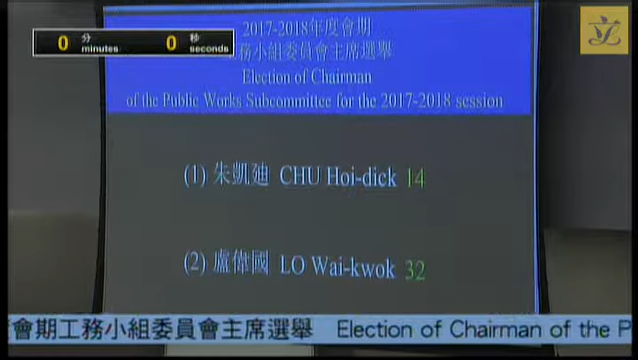 0 分 minutes 0 秒 seconds
2017-2018年度會期
務小組委員會主席選舉
Election of Chairman
of the Public Works Subcommittee for the 2017-2018 session
(1) 朱凱廸 CHU Hoi-dick 14
(2) 盧偉國 LO Wai-kwok 32
會期工務小組委員會主席選舉 Election of Chairman of the P
立